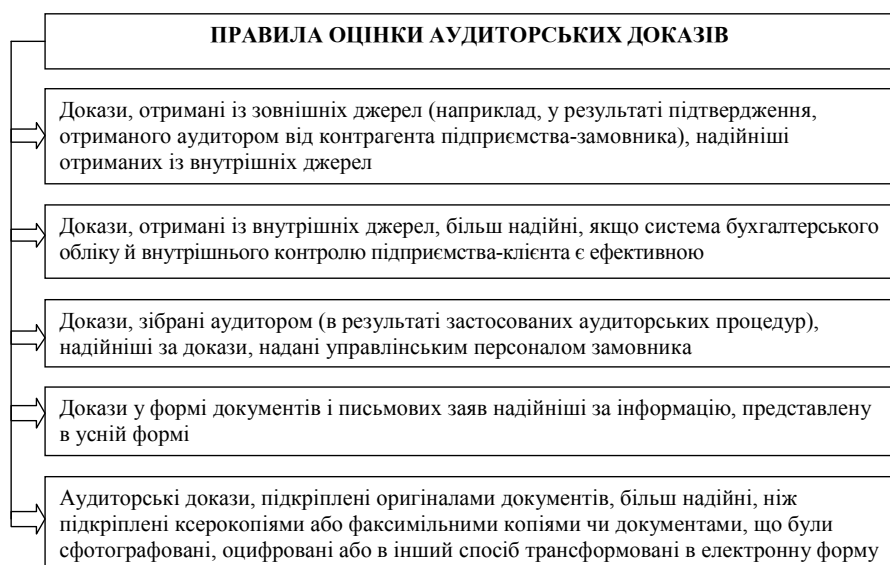 ПРАВИЛА ОЦІНКИ АУДИТОРСЬКИХ ДОКАЗІВ
Докази, отримані із зовнішніх джерел (наприклад, у результаті підтвердження,
отриманого аудитором від контрагента підприємства-замовника), надійніші
отриманих із внутрішніх джерел
Докази, отримані із внутрішніх джерел, більш надійні, якщо система бухгалтерського
обліку й внутрішнього контролю підприємства-клієнта є ефективною
Докази, зібрані аудитором (в результаті застосованих аудиторських процедур),
надійніші за докази, надані управлінським персоналом замовника
Докази у формі документів і письмових заяв надійніші за інформацію, представлену
в усній формі
Аудиторські докази, підкріплені оригіналами документів, більш надійні, ніж
підкріплені ксерокопіями або факсимільними копіями чи документами, що були
сфотографовані, оцифровані або в інший спосіб трансформовані в електронну форму